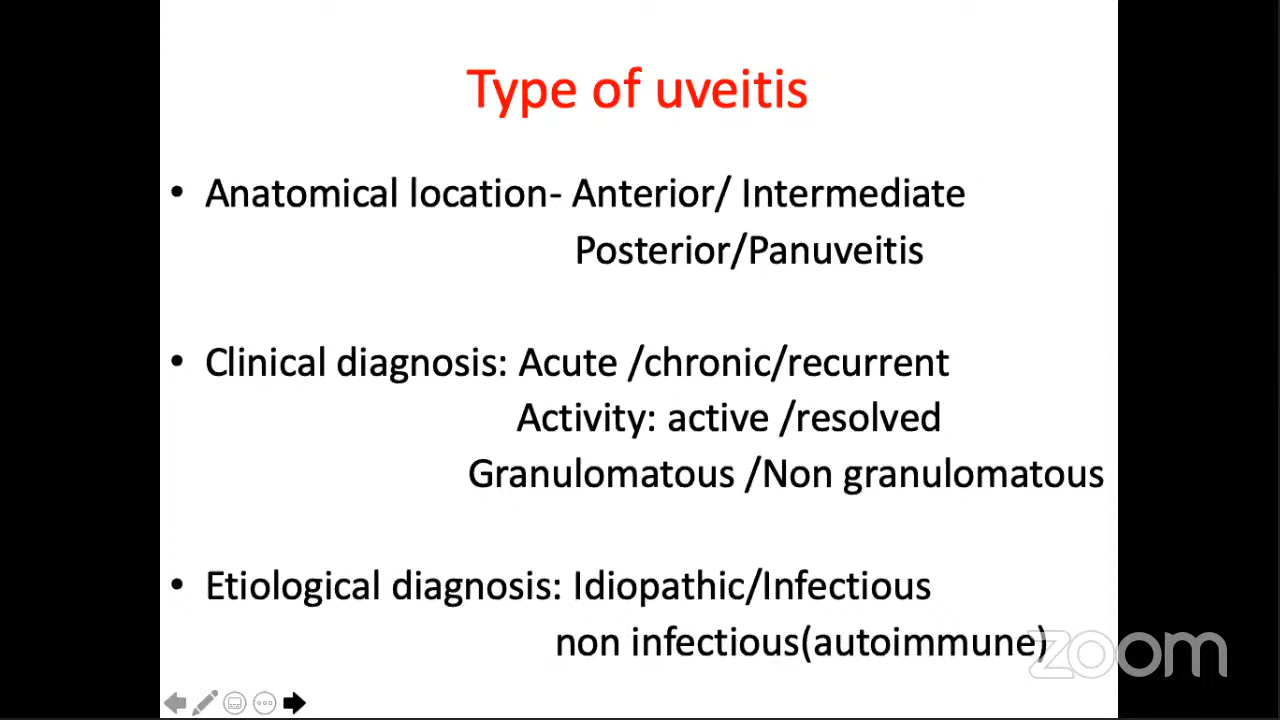 Type of uveitis
• Anatomical location- Anterior/ Intermediate
Posterior/Panuveitis
• Clinical diagnosis: Acute /chronic/recurrent
Activity: active /resolved
Granulomatous /Non granulomatous
• Etiological diagnosis: Idiopathic/Infectious
non infectious(autoimmune)
zoom